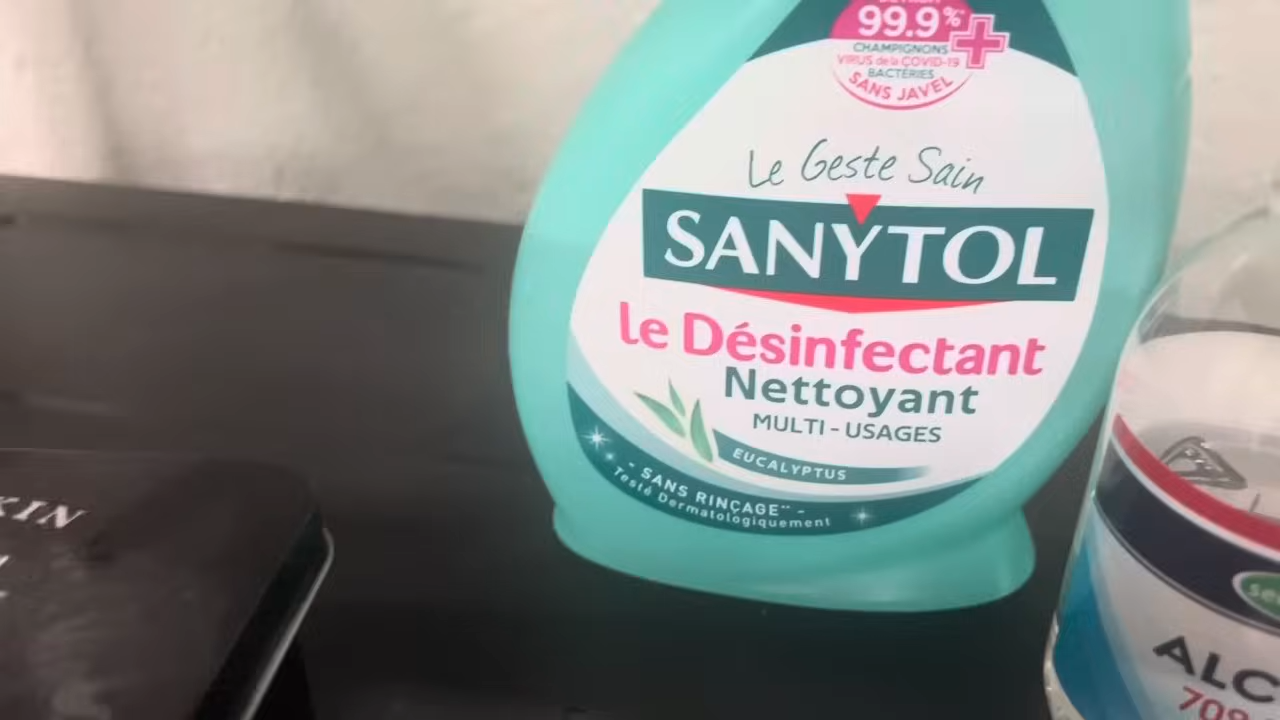 99.9%
CHAMPIGNONS
VIRUS de la COVID-19
BACTÉRIES
SANS JAVEL
Le Geste Sain
SANYTOL
le Désinfectant
Nettoyant
MULTI - USAGES
EUCALYPTUS
- SANS RINÇAGE** -
Testé Dermatologiquement
KIN
ALC
70